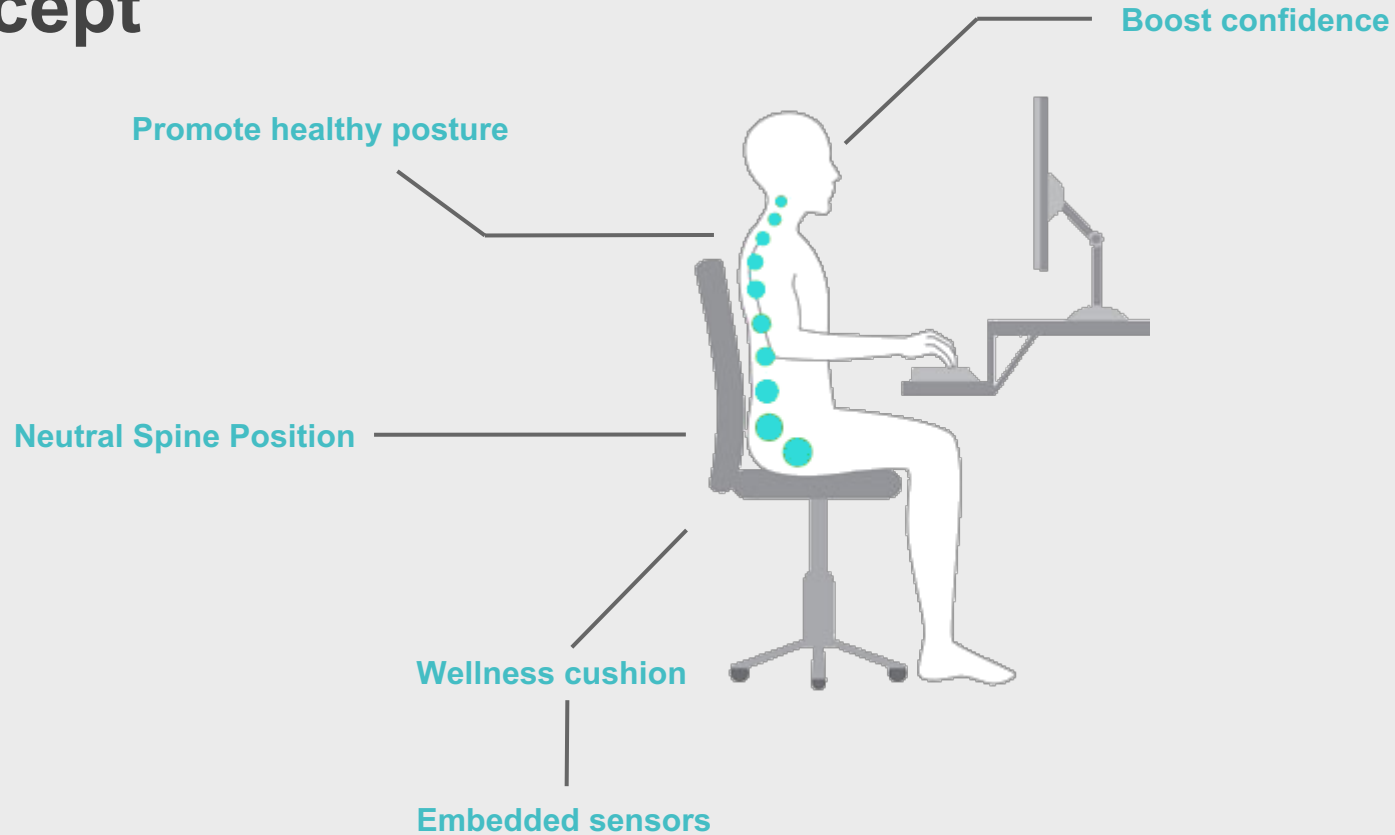 cept
Boost confidence
Promote healthy posture
Neutral Spine Position
Wellness cushion
Embedded sensors